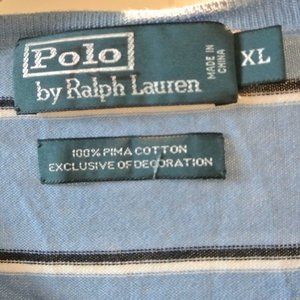 Polo
by Ralph Lauren
MADE IN
CHINA
XL
100% PIMA COTTON
EXCLUSIVE OF DECORATION